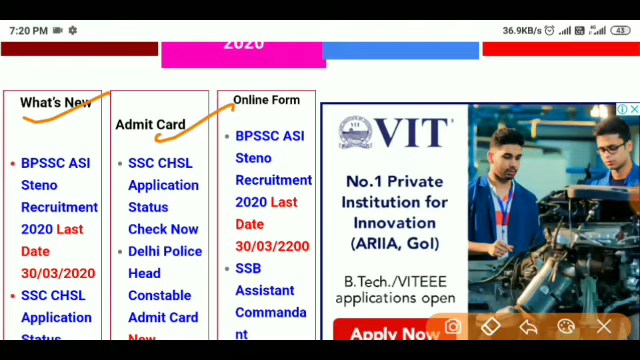 7:20 PM
36.9KB/s
4G
43
2020
What's New
BPSSC ASI
Steno
Recruitment
2020 Last
Date
30/03/2020
SSC CHSL
Application
Status
Admit Card
SSC CHSL
Application
Status
Check Now
Delhi Police
Head
Constable
Admit Card
New
Online Form
BPSSC ASI
Steno
Recruitment
2020 Last
Date
30/03/2200
SSB
Assistant
Commanda
nt
VIT
No.1 Private
Institution for
Innovation
(ARIIA, GoI)
B.Tech./VITEEE
applications open
Apply Now